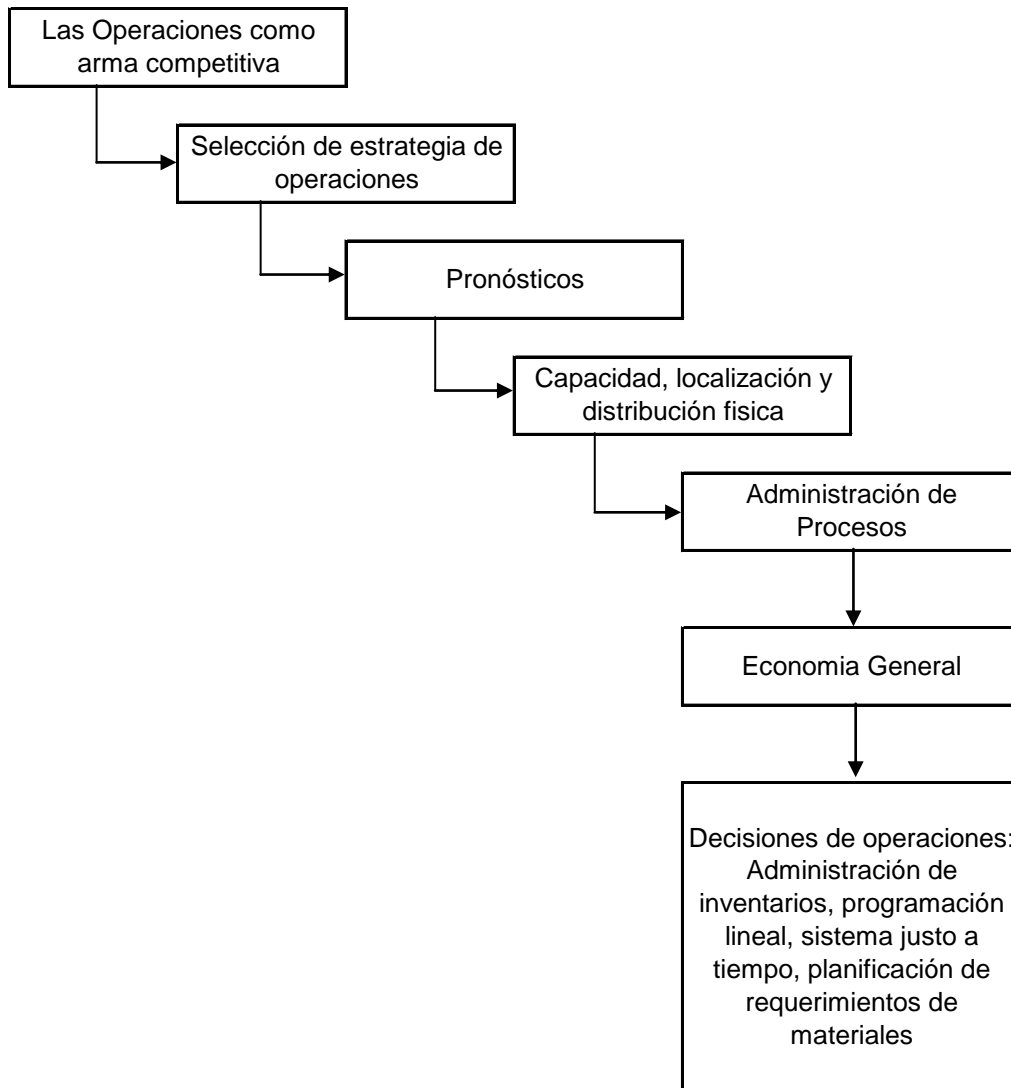 Las Operaciones como
arma competitiva
Selección de estrategia de
operaciones
Pronósticos
Capacidad, localización y
distribución fisica
Administración de
Procesos
Economia General
Decisiones de operaciones:
Administración de
inventarios, programación
lineal, sistema justo a
tiempo, planificación de
requerimientos de
materiales